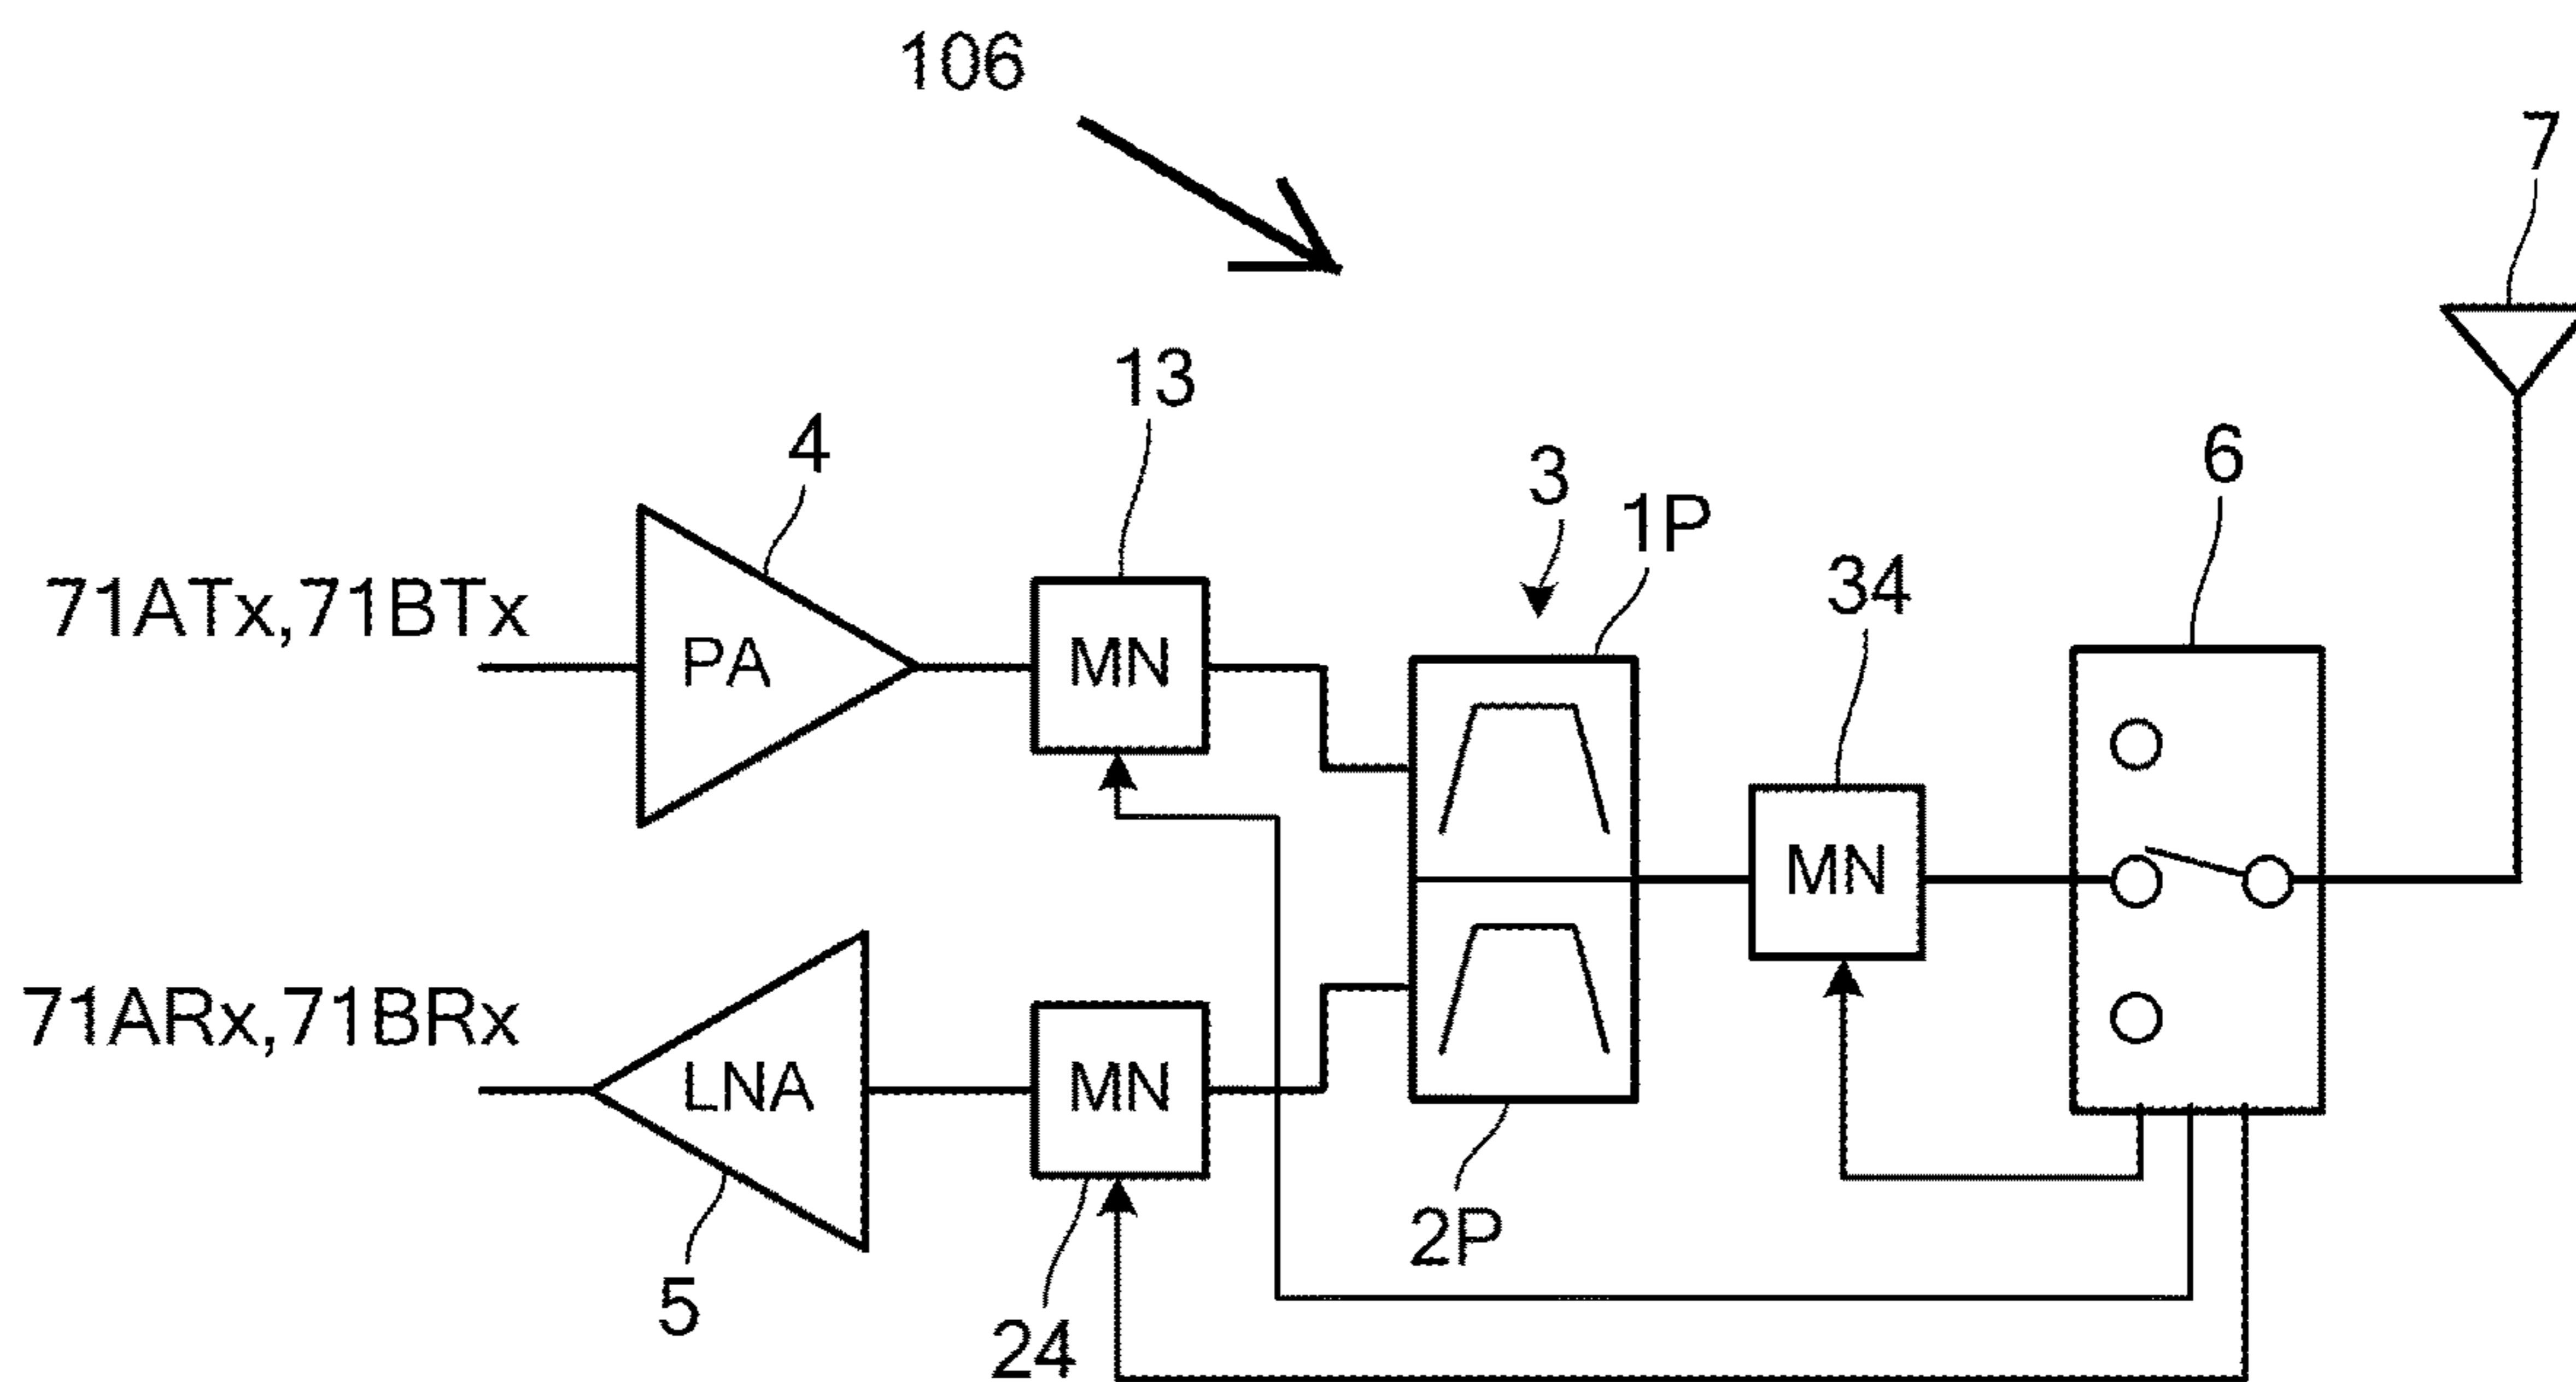 106
7
13
4
3
6
1P
34
71ATx,71BTx
PA
MN
MN
71ARx,71BRx
LNA
MN
2P
5
24